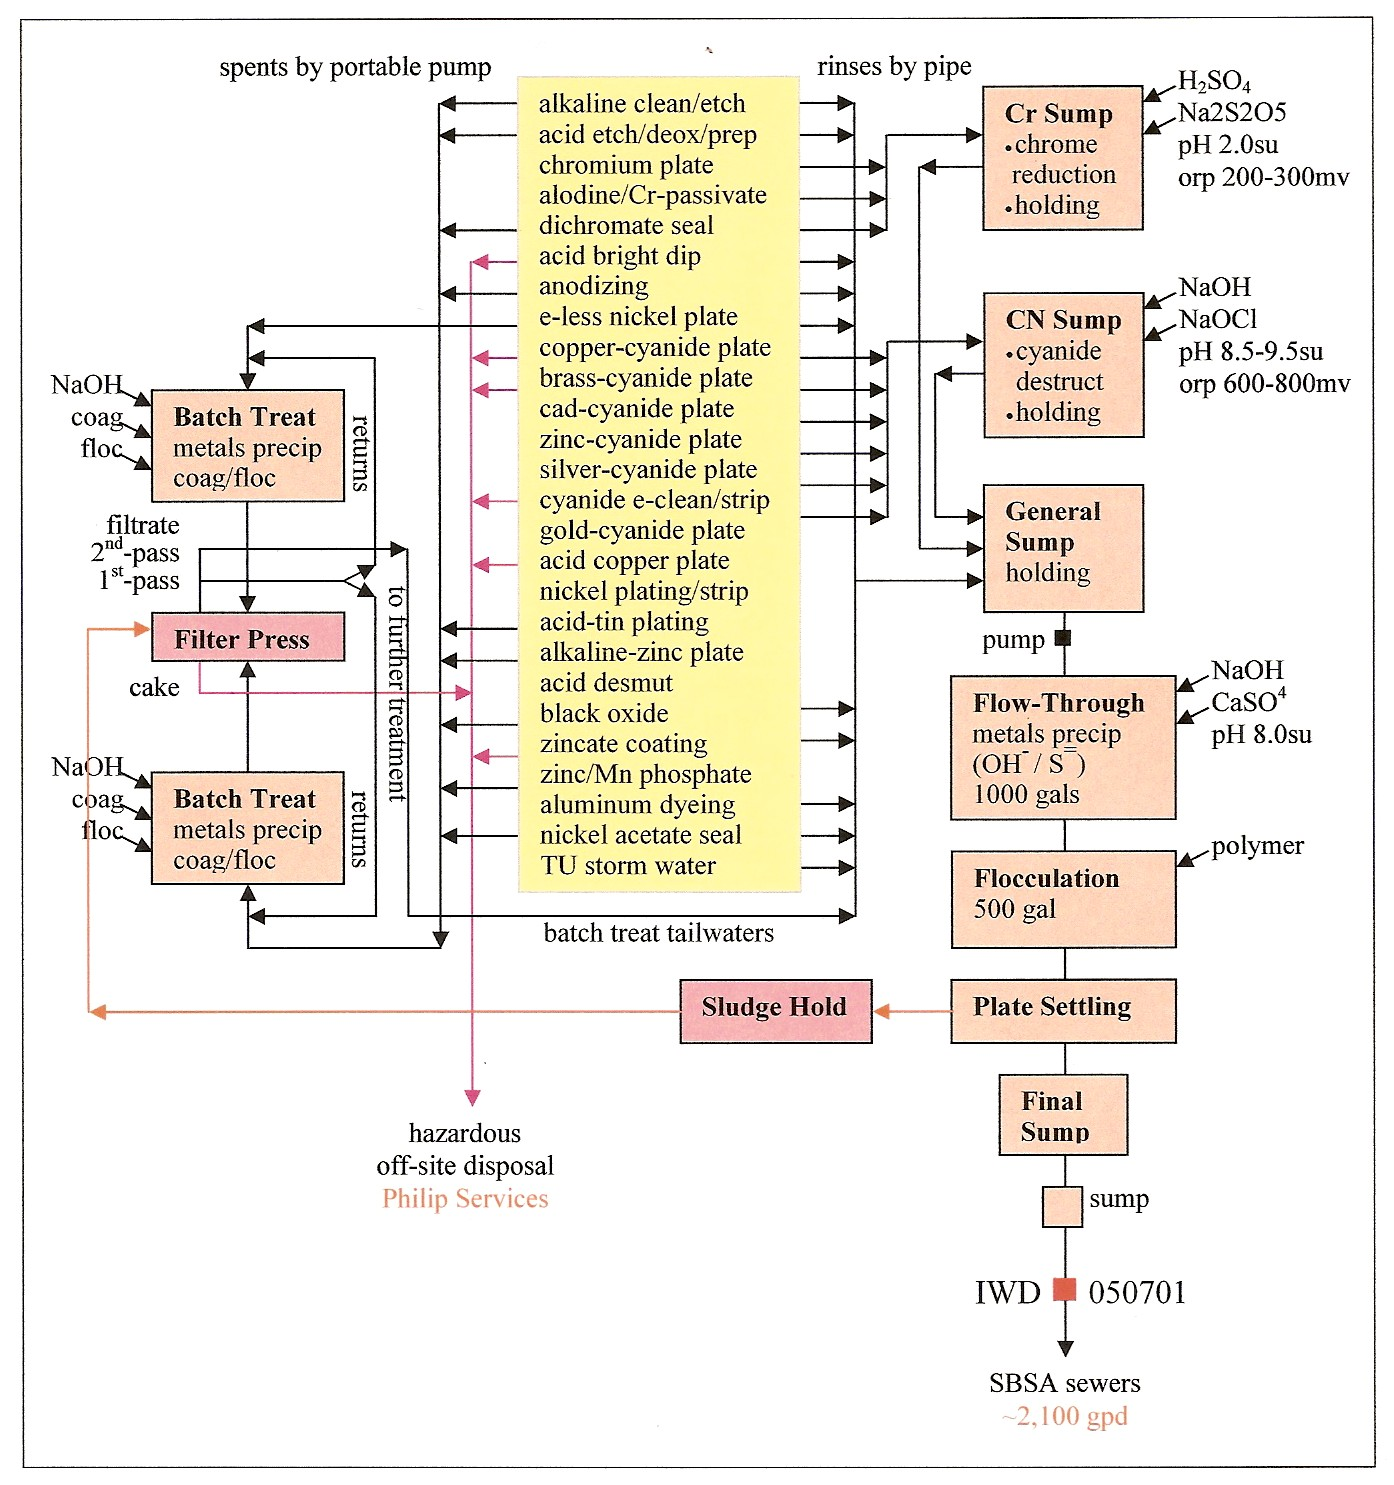 spents by portable pump
rinses by pipe
alkaline clean/etch
acid etch/deox/prep
chromium plate
alodine/Cr-passivate
dichromate seal
acid bright dip
anodizing
e-less nickel plate
copper-cyanide plate
brass-cyanide plate
cad-cyanide plate
zinc-cyanide plate
silver-cyanide plate
cyanide e-clean/strip
gold-cyanide plate
acid copper plate
nickel plating/strip
acid-tin plating
alkaline-zinc plate
acid desmut
black oxide
zincate coating
zinc/Mn phosphate
aluminum dyeing
nickel acetate seal
TU storm water
batch treat tailwaters
Cr Sump
•chrome
reduction
•holding
H₂SO₄
Na2S2O5
pH 2.0su
orp 200-300mv
CN Sump
•cyanide
destruct
•holding
NaOH
NaOCl
pH 8.5-9.5su
orp 600-800mv
General
Sump
holding
pump
Flow-Through
metals precip
(OH⁻ / S⁼)
1000 gals
NaOH
CaSO⁴
pH 8.0su
Flocculation
500 gal
polymer
Plate Settling
Sludge Hold
Final
Sump
sump
IWD 050701
SBSA sewers
~2,100 gpd
NaOH
coag
floc
Batch Treat
metals precip
coag/floc
returns
filtrate
2nd-pass
1st-pass
Filter Press
cake
to further treatment
NaOH
coag
floc
Batch Treat
metals precip
coag/floc
returns
hazardous
off-site disposal
Philip Services